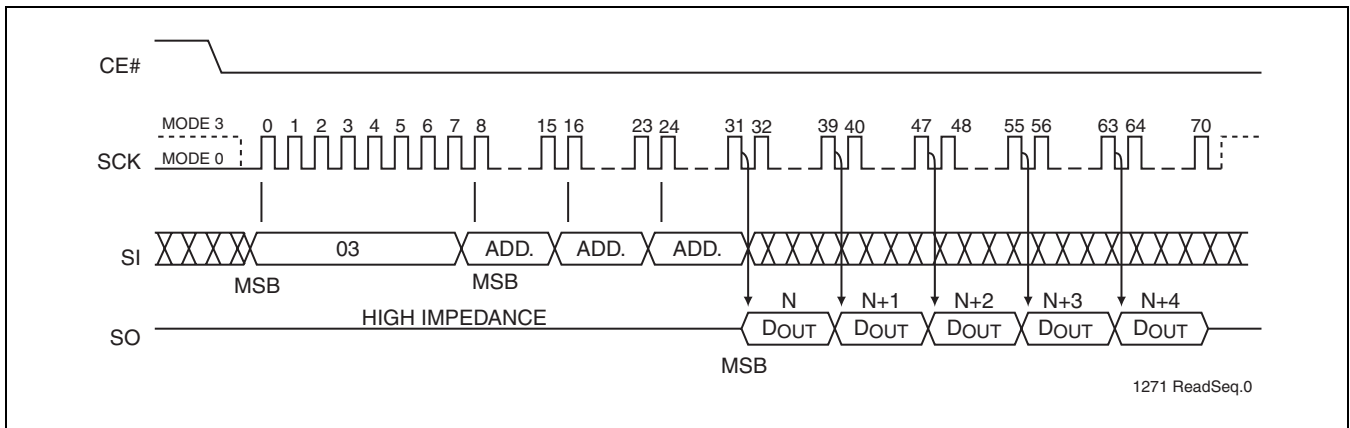 CE#
MODE 3
0 1 2 3 4 5 6 7 8 15 16 23 24 31 32 39 40 47 48 55 56 63 64 70
SCK
MODE 0
SI
03 ADD. ADD. ADD.
MSB MSB
N N+1 N+2 N+3 N+4
HIGH IMPEDANCE
SO
DOUT DOUT DOUT DOUT DOUT
MSB
1271 ReadSeq.0